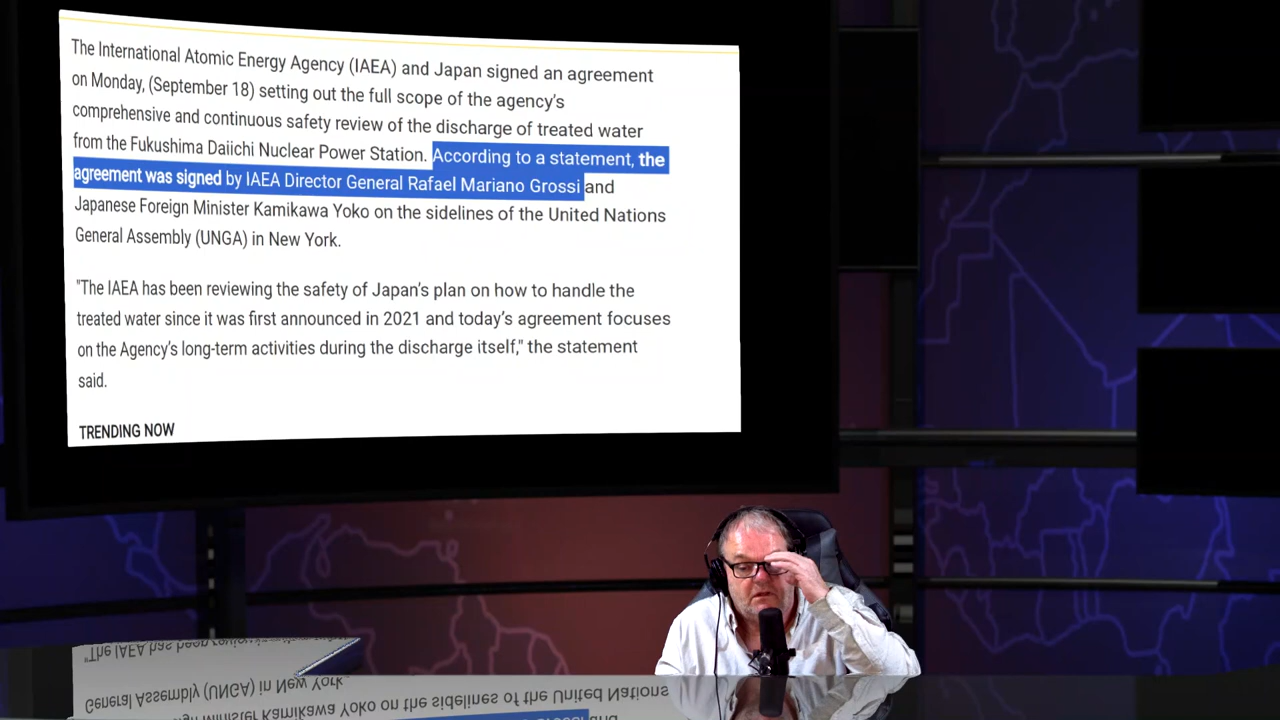 The International Atomic Energy Agency (IAEA) and Japan signed an agreement
on Monday, (September 18) setting out the full scope of the agency's
comprehensive and continuous safety review of the discharge of treated water
from the Fukushima Daiichi Nuclear Power Station. According to a statement, the
agreement was signed by IAEA Director General Rafael Mariano Grossi and
Japanese Foreign Minister Kamikawa Yoko on the sidelines of the United Nations
General Assembly (UNGA) in New York.
"The IAEA has been reviewing the safety of Japan's plan on how to handle the
treated water since it was first announced in 2021 and today's agreement focuses
on the Agency's long-term activities during the discharge itself," the statement
said.
TRENDING NOW